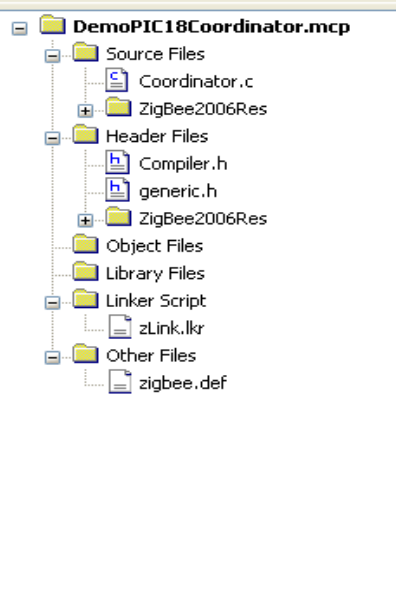 DemoPIC18Coordinator.mcp
Source Files
Coordinator.c
ZigBee2006Res
Header Files
Compiler.h
generic.h
ZigBee2006Res
Object Files
Library Files
Linker Script
zLink.lkr
Other Files
zigbee.def